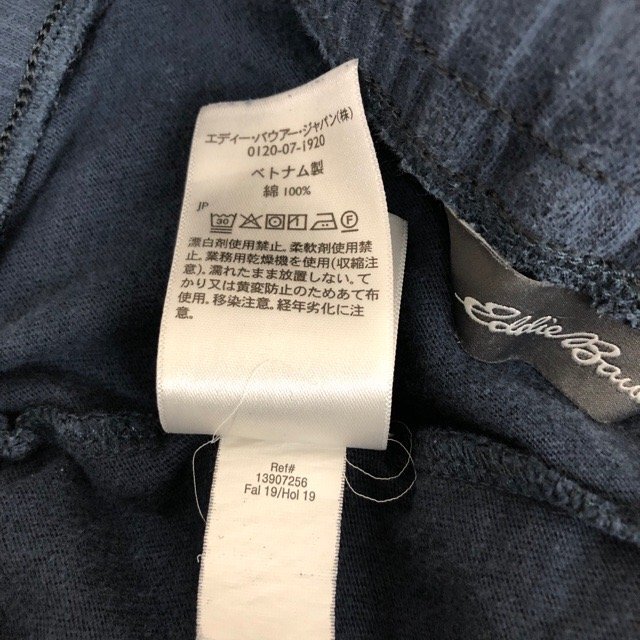 エディー・バウアー・ジャパン(株)
0120-07-1920
ベトナム製
綿 100%
JP
30
F
漂白剤使用禁止. 柔軟剤使用禁
止. 業務用乾燥機を使用(収縮注
意). 濡れたまま放置しない. て
かり又は黄変防止のためあて布
使用. 移染注意. 経年劣化に注
意.
Ref#
13907256
Fal 19/Hol 19
Eddie Bau